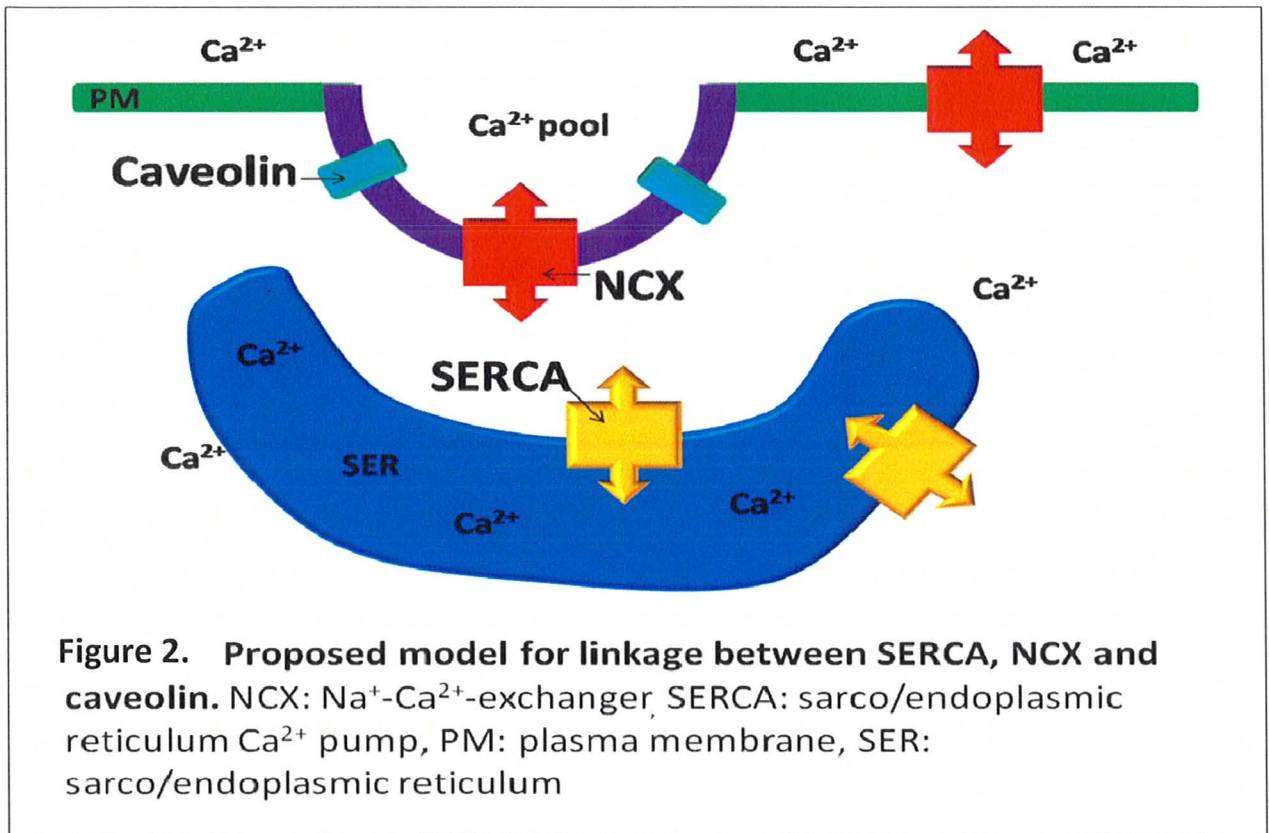 Ca²⁺ Ca²⁺ Ca²⁺
PM
Ca²⁺ pool
Caveolin
NCX
Ca²⁺
Ca²⁺
SERCA
Ca²⁺
SER
Ca²⁺
Ca²⁺
Figure 2. Proposed model for linkage between SERCA, NCX and
caveolin. NCX: Na⁺-Ca²⁺-exchanger, SERCA: sarco/endoplasmic
reticulum Ca²⁺ pump, PM: plasma membrane, SER:
sarco/endoplasmic reticulum